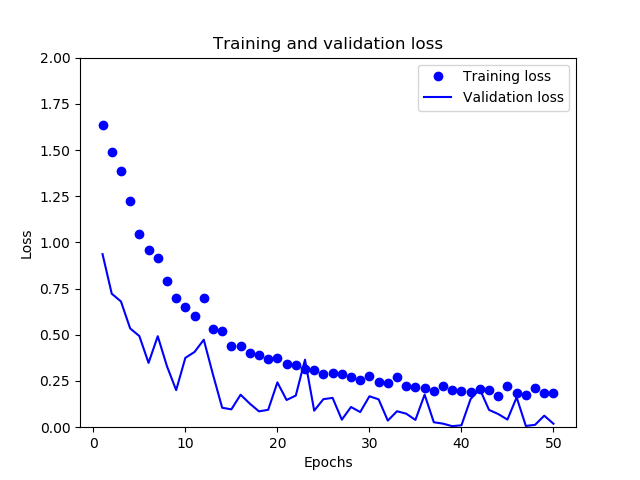 Training and validation loss
Training loss
Validation loss
2.00
1.75
1.50
1.25
1.00
0.75
0.50
0.25
0.00
Loss
0 10 20 30 40 50
Epochs